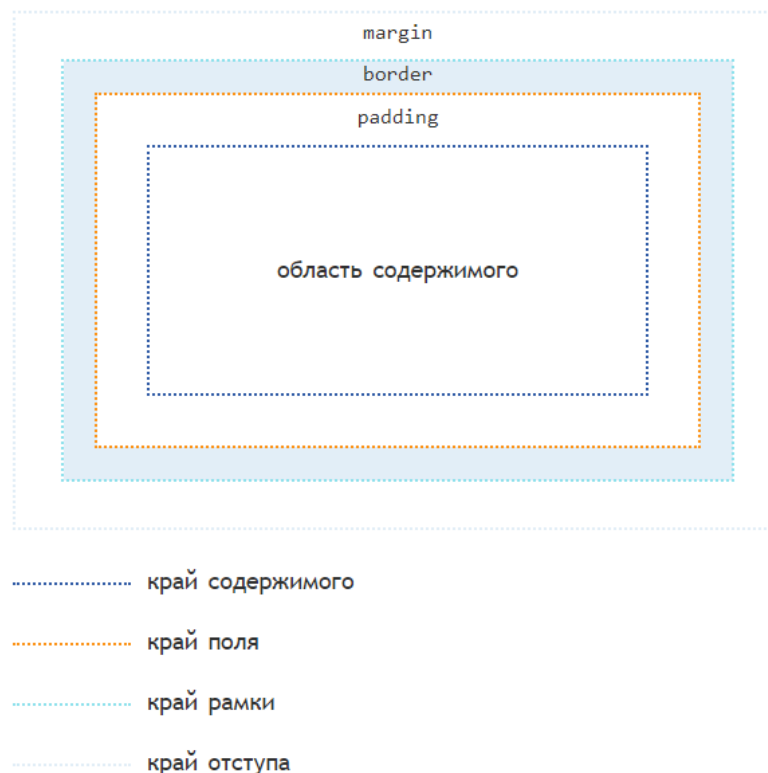 margin
border
padding
область содержимого
край содержимого
край поля
край рамки
край отступа